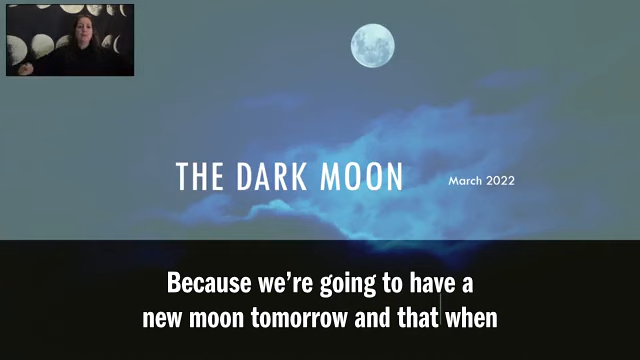 THE DARK MOON
March 2022
Because we're going to have a
new moon tomorrow and that when